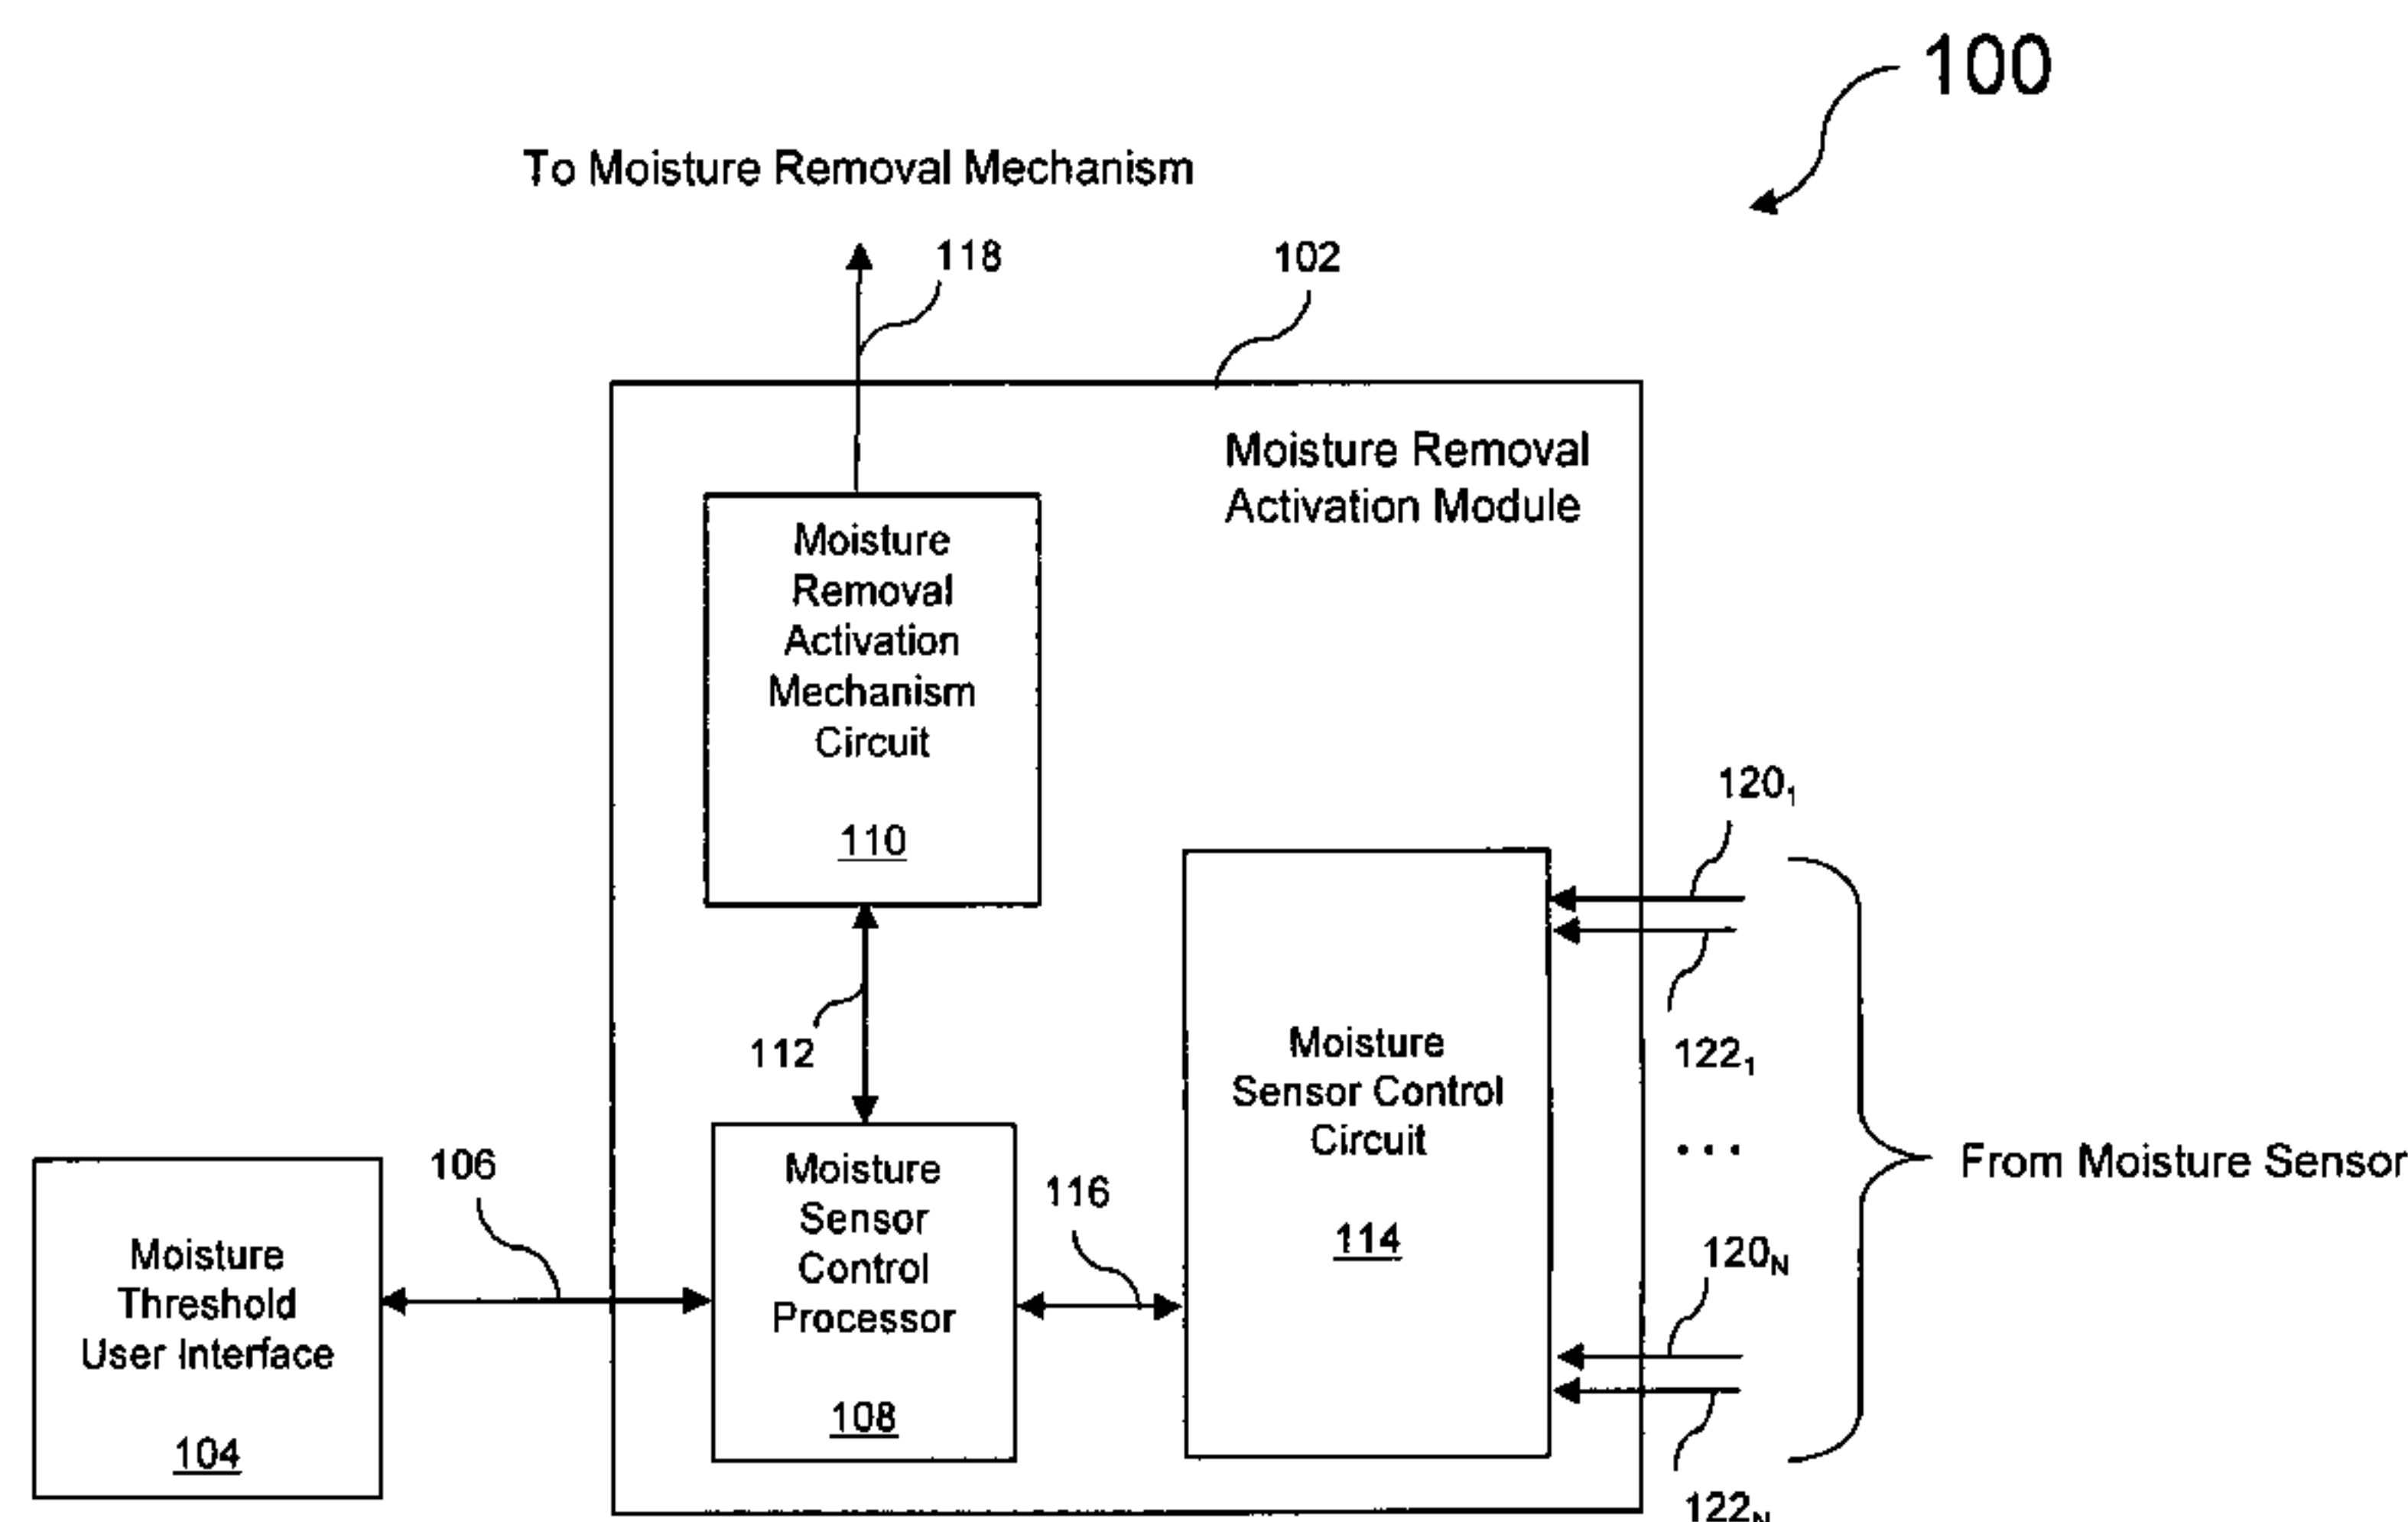 100
To Moisture Removal Mechanism
118
102
Moisture Removal
Activation Module
Moisture
Removal
Activation
Mechanism
Circuit
110
120₁
122₁
112
Moisture
Sensor Control
Circuit
114
. . .
From Moisture Sensor
106
Moisture
Sensor
Control
Processor
108
116
Moisture
Threshold
User Interface
104
120N
122N